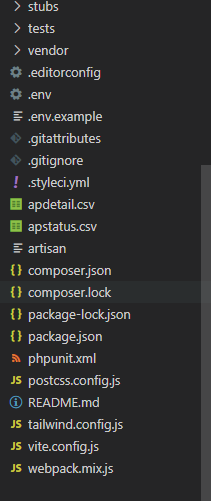 stubs
tests
vendor
.editorconfig
.env
.env.example
.gitattributes
.gitignore
.styleci.yml
apdetail.csv
apstatus.csv
artisan
composer.json
composer.lock
package-lock.json
package.json
phpunit.xml
postcss.config.js
README.md
tailwind.config.js
vite.config.js
webpack.mix.js